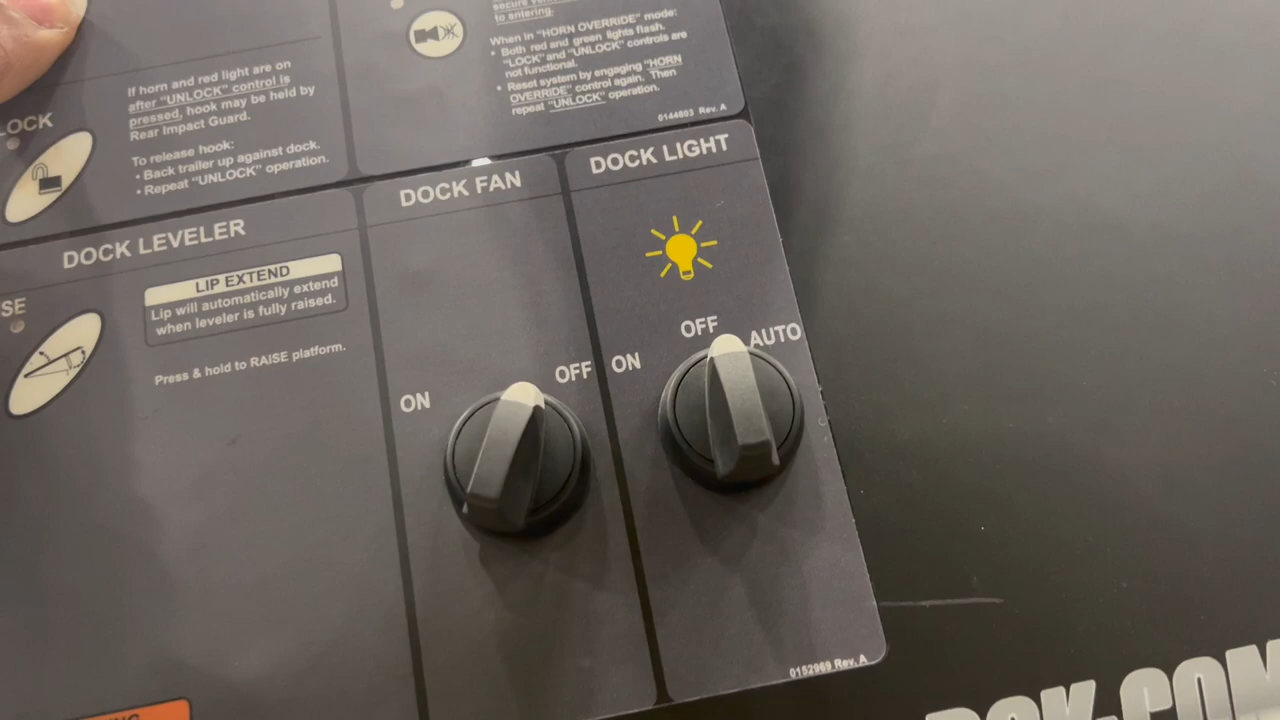 secure
to entering.
When in "HORN OVERRIDE" mode:
• Both red and green lights flash.
"LOCK" and "UNLOCK" controls are
not functional.
• Reset system by engaging "HORN
OVERRIDE" control again. Then
repeat "UNLOCK" operation.
0144603 Rev. A
If horn and red light are on
after "UNLOCK" control is
pressed, hook may be held by
Rear Impact Guard.
To release hook:
• Back trailer up against dock.
• Repeat "UNLOCK" operation.
LOCK
DOCK LEVELER
SE
LIP EXTEND
Lip will automatically extend
when leveler is fully raised.
Press & hold to RAISE platform.
DOCK FAN
ON
OFF
DOCK LIGHT
ON
OFF
AUTO
0152969 Rev. A
NG
OCK-COM